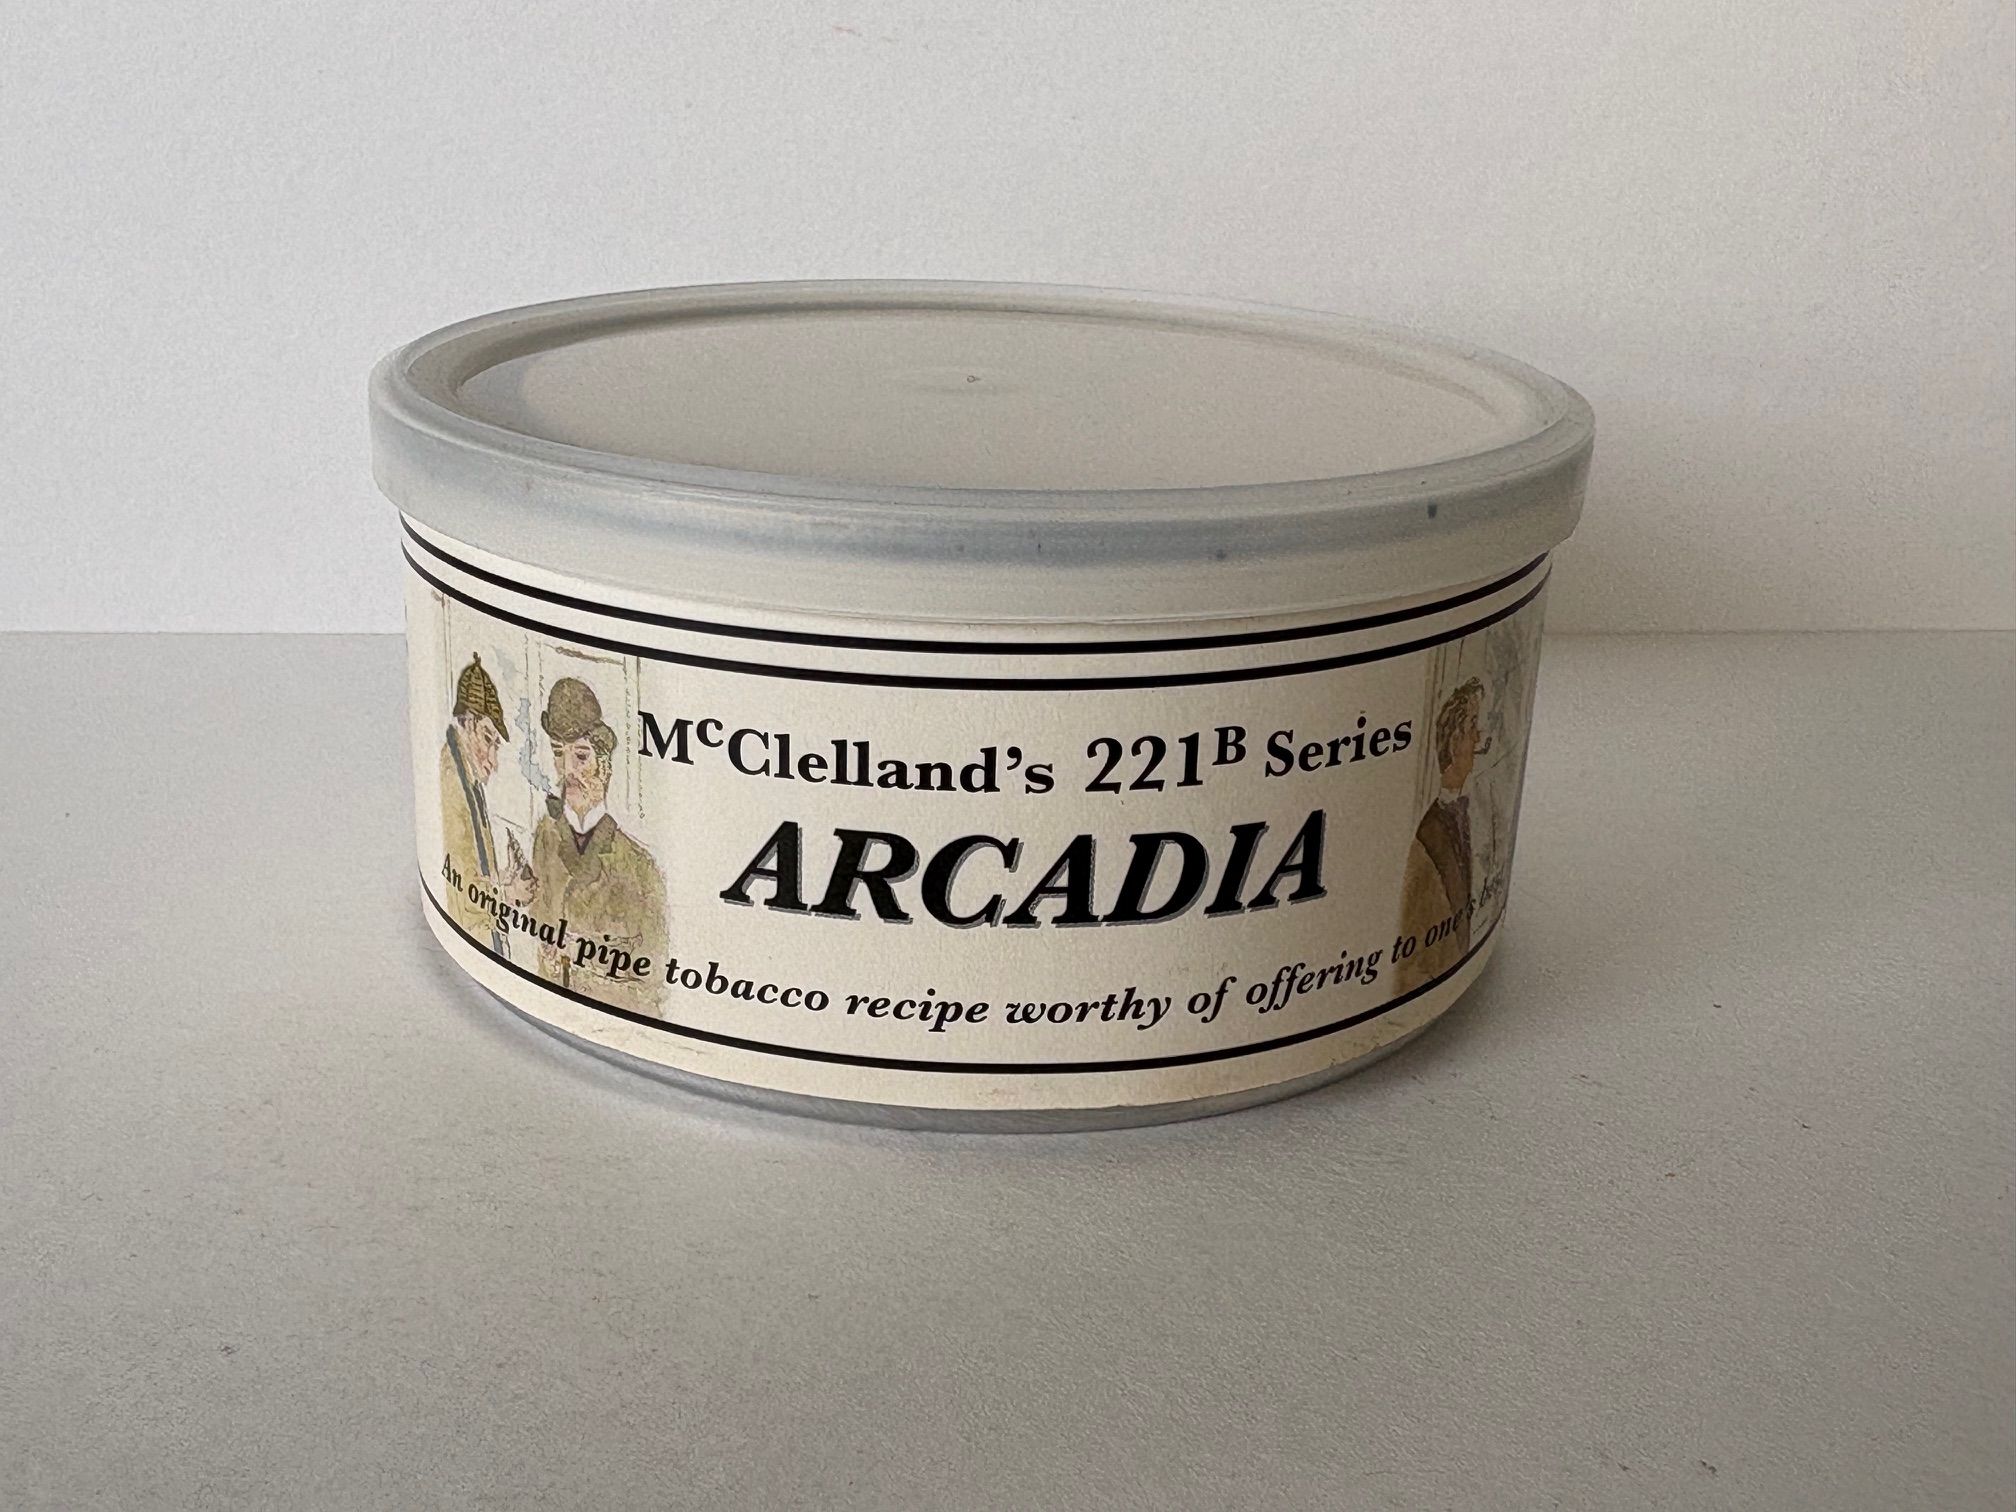 McClelland's 221B Series
ARCADIA
An original pipe tobacco recipe worthy of offering to one's